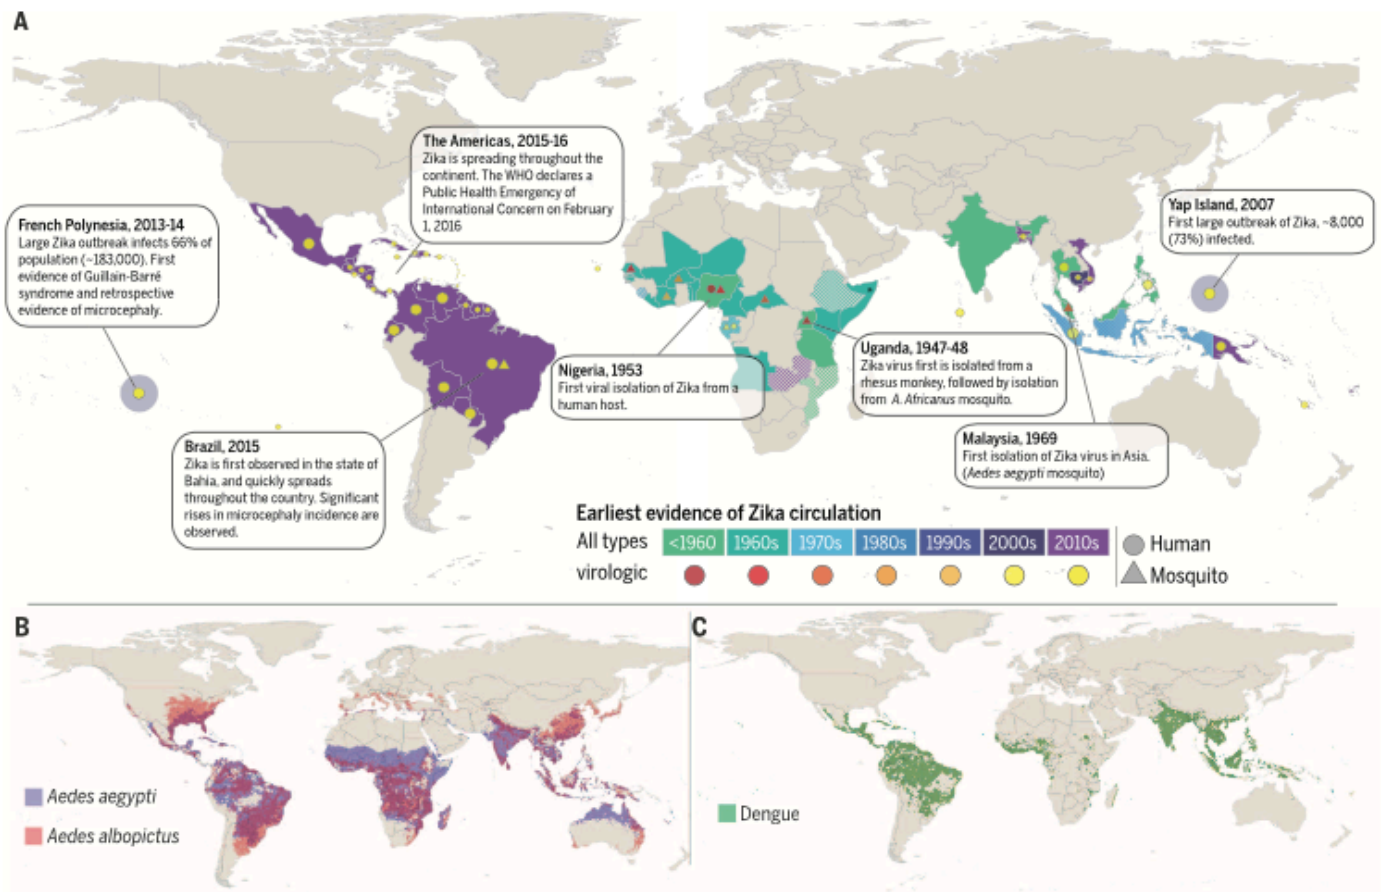 A
The Americas, 2015-16
Zika is spreading throughout the
continent. The WHO declares a
Public Health Emergency of
International Concern on February
1, 2016
French Polynesia, 2013-14
Large Zika outbreak infects 66% of
population (~183,000). First
evidence of Guillain-Barré
syndrome and retrospective
evidence of microcephaly.
Yap Island, 2007
First large outbreak of Zika, ~8,000
(73%) infected.
Nigeria, 1953
First viral isolation of Zika from a
human host.
Uganda, 1947-48
Zika virus first is isolated from a
rhesus monkey, followed by isolation
from A. Africanus mosquito.
Malaysia, 1969
First isolation of Zika virus in Asia.
(Aedes aegypti mosquito)
Brazil, 2015
Zika is first observed in the state of
Bahia, and quickly spreads
throughout the country. Significant
rises in microcephaly incidence are
observed.
Earliest evidence of Zika circulation
All types <1960 1960s 1970s 1980s 1990s 2000s 2010s
virologic
Human
Mosquito
B
Aedes aegypti
Aedes albopictus
C
Dengue